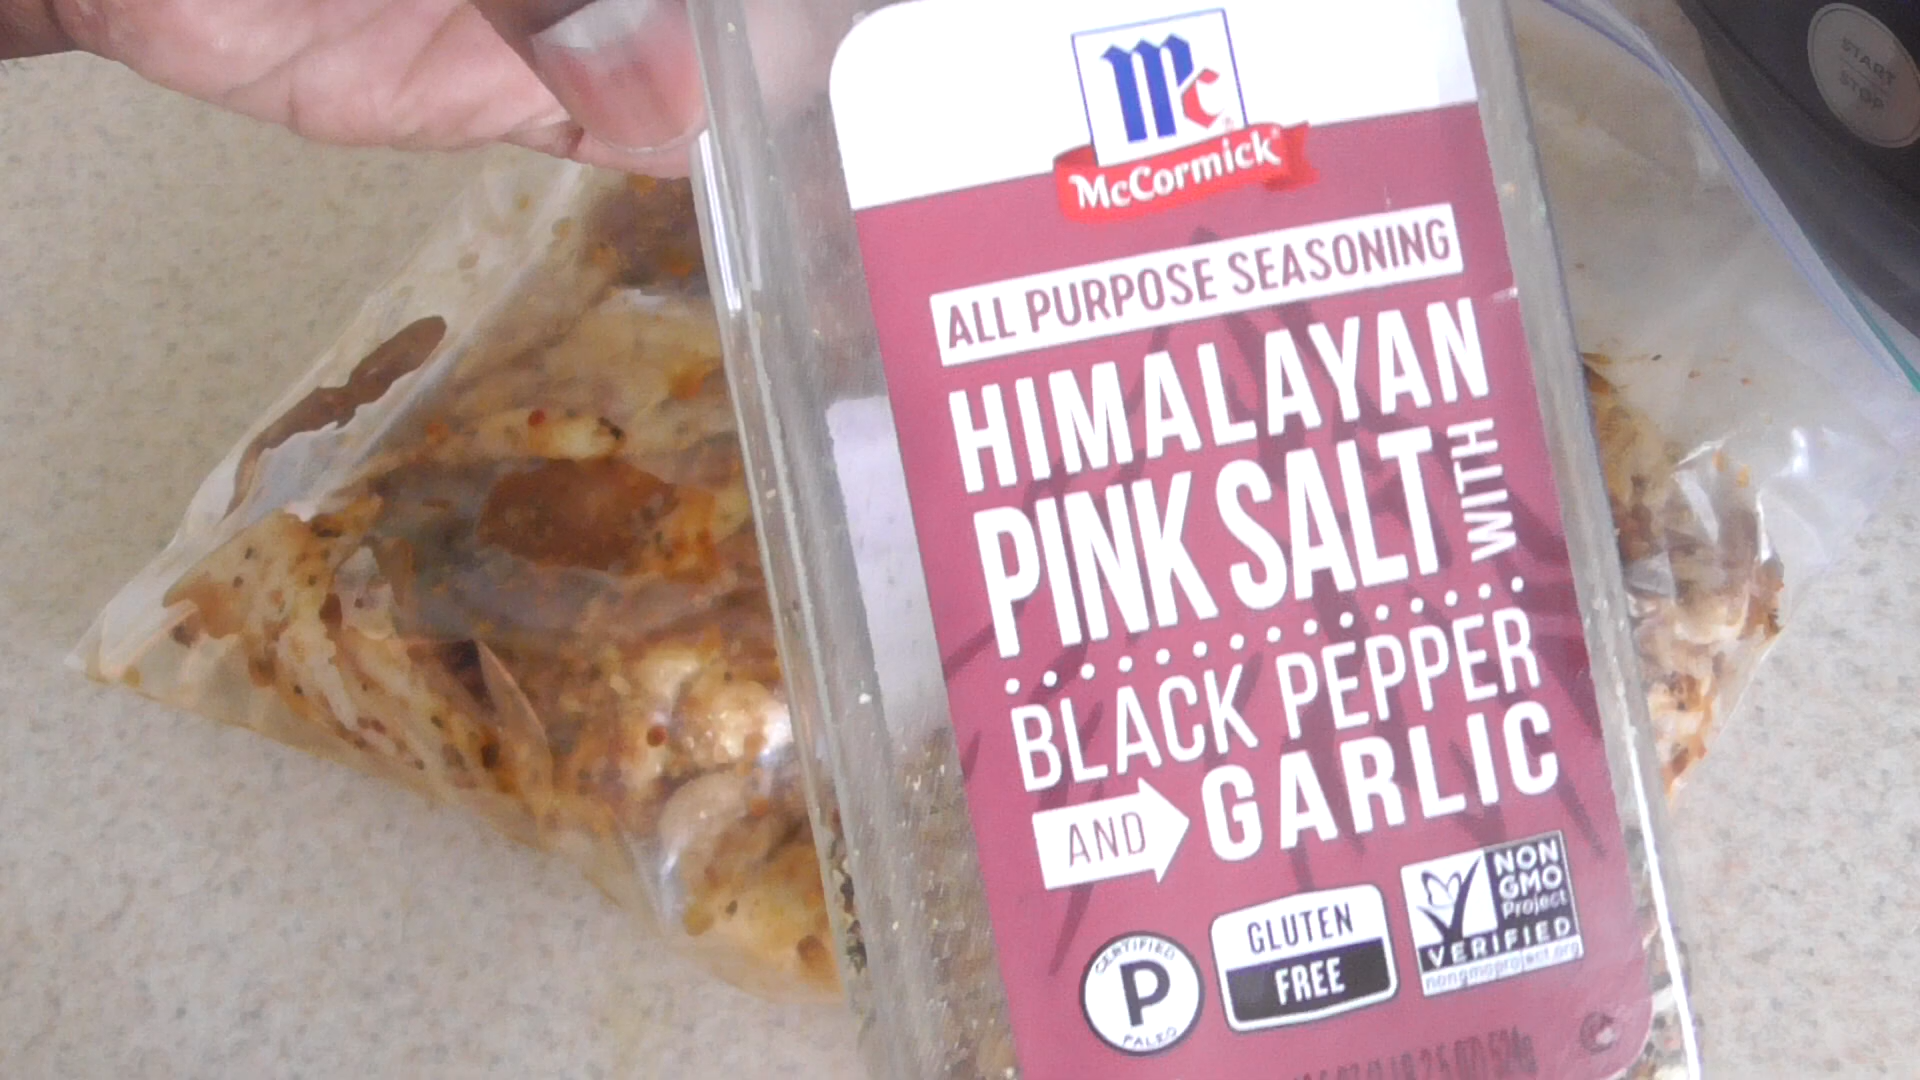 Mc
McCormick
ALL PURPOSE SEASONING
HIMALAYAN
PINK SALT WITH
BLACK PEPPER
AND GARLIC
CERTIFIED
P
PALEO
GLUTEN
FREE
NON
GMO
Project
VERIFIED
nongmoproject.org
START
STOP